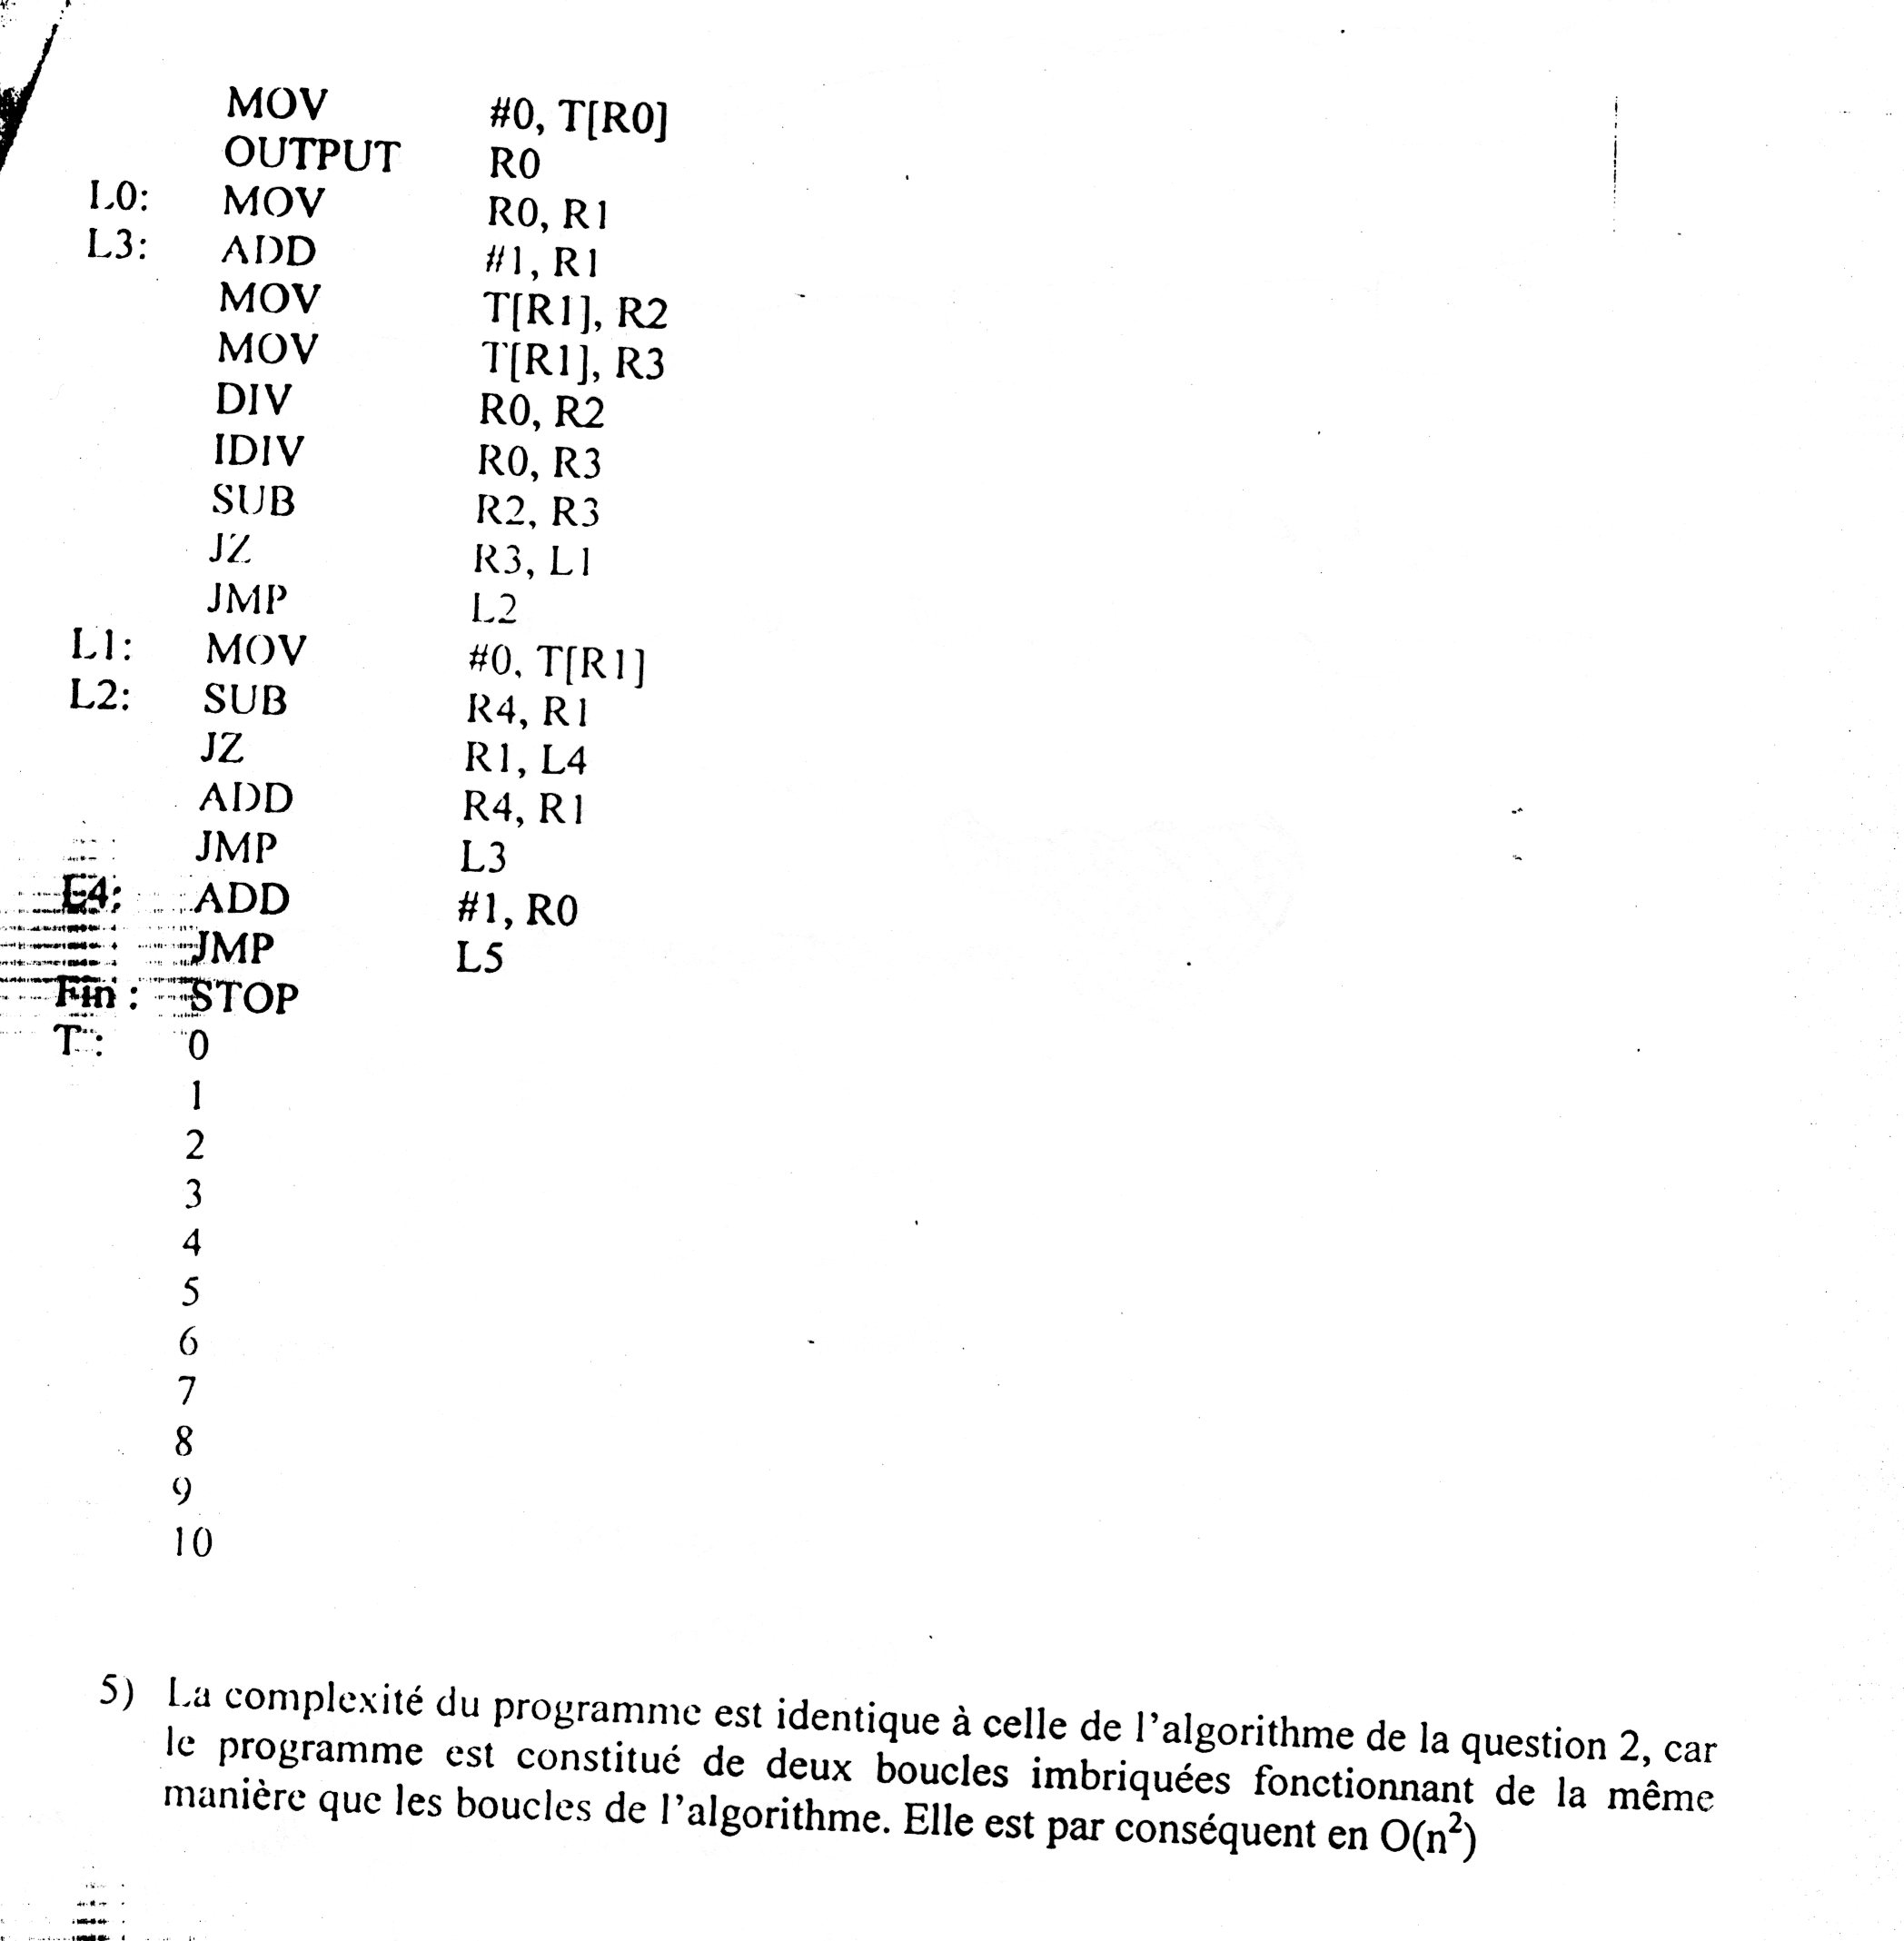 MOV #0, T[R0]
OUTPUT R0
L0: MOV R0, R1
L3: ADD #1, R1
MOV T[R1], R2
MOV T[R1], R3
DIV R0, R2
IDIV R0, R3
SUB R2, R3
JZ R3, L1
JMP L2
L1: MOV #0, T[R1]
L2: SUB R4, R1
JZ R1, L4
ADD R4, R1
JMP L3
L4: ADD #1, R0
JMP L5
Fin : STOP
T : 0
1
2
3
4
5
6
7
8
9
10
5) La complexité du programme est identique à celle de l'algorithme de la question 2, car
le programme est constitué de deux boucles imbriquées fonctionnant de la même
manière que les boucles de l'algorithme. Elle est par conséquent en O(n²)